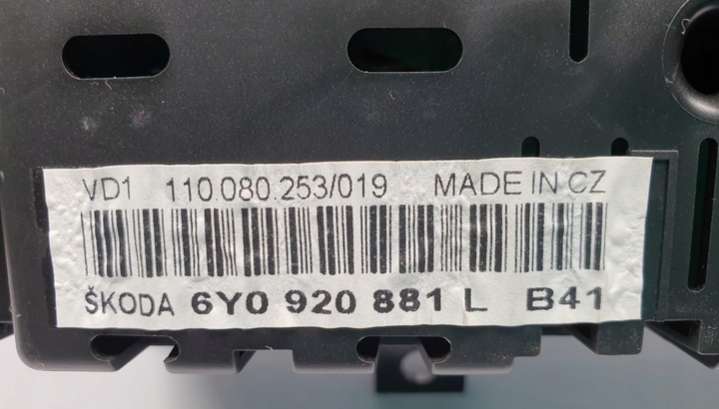 VD1 110.080.253/019 MADE IN CZ
ŠKODA 6Y0 920 881 L B41